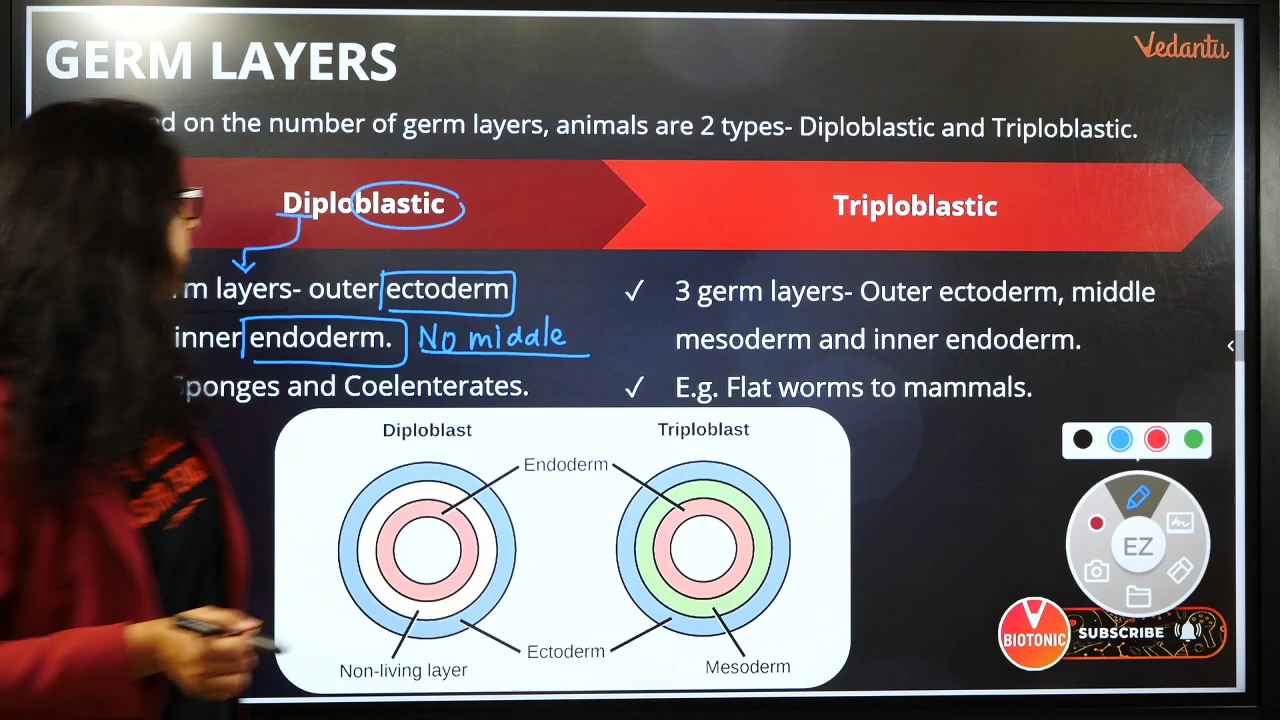 GERM LAYERS
Vedantu
on the number of germ layers, animals are 2 types- Diploblastic and Triploblastic.
Diploblastic
Triploblastic
layers- outer ectoderm
inner endoderm. No middle
Sponges and Coelenterates.
✓ 3 germ layers- Outer ectoderm, middle
mesoderm and inner endoderm.
✓ E.g. Flat worms to mammals.
Diploblast
Triploblast
Endoderm
Ectoderm
Non-living layer
Mesoderm
EZ
BIOTONIC
SUBSCRIBE